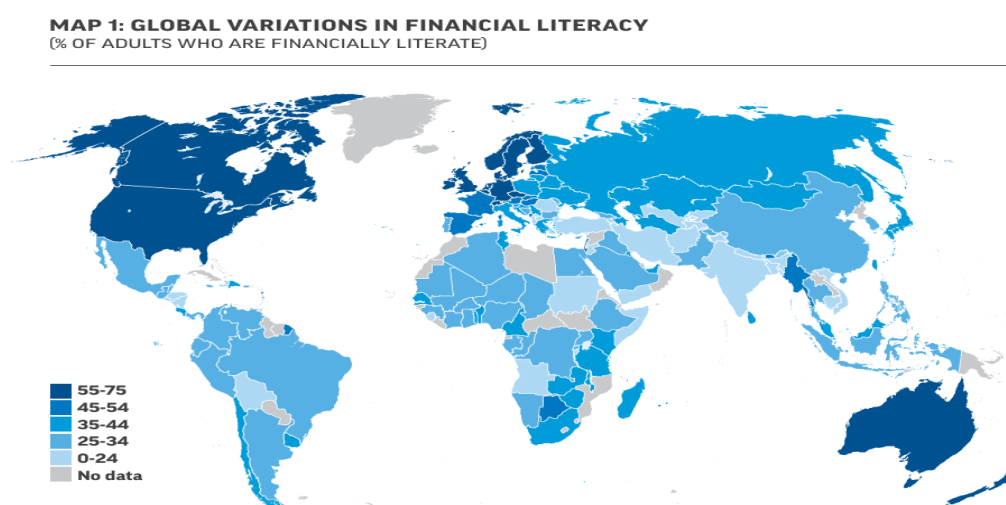 MAP 1: GLOBAL VARIATIONS IN FINANCIAL LITERACY
(% OF ADULTS WHO ARE FINANCIALLY LITERATE)
55-75
45-54
35-44
25-34
0-24
No data